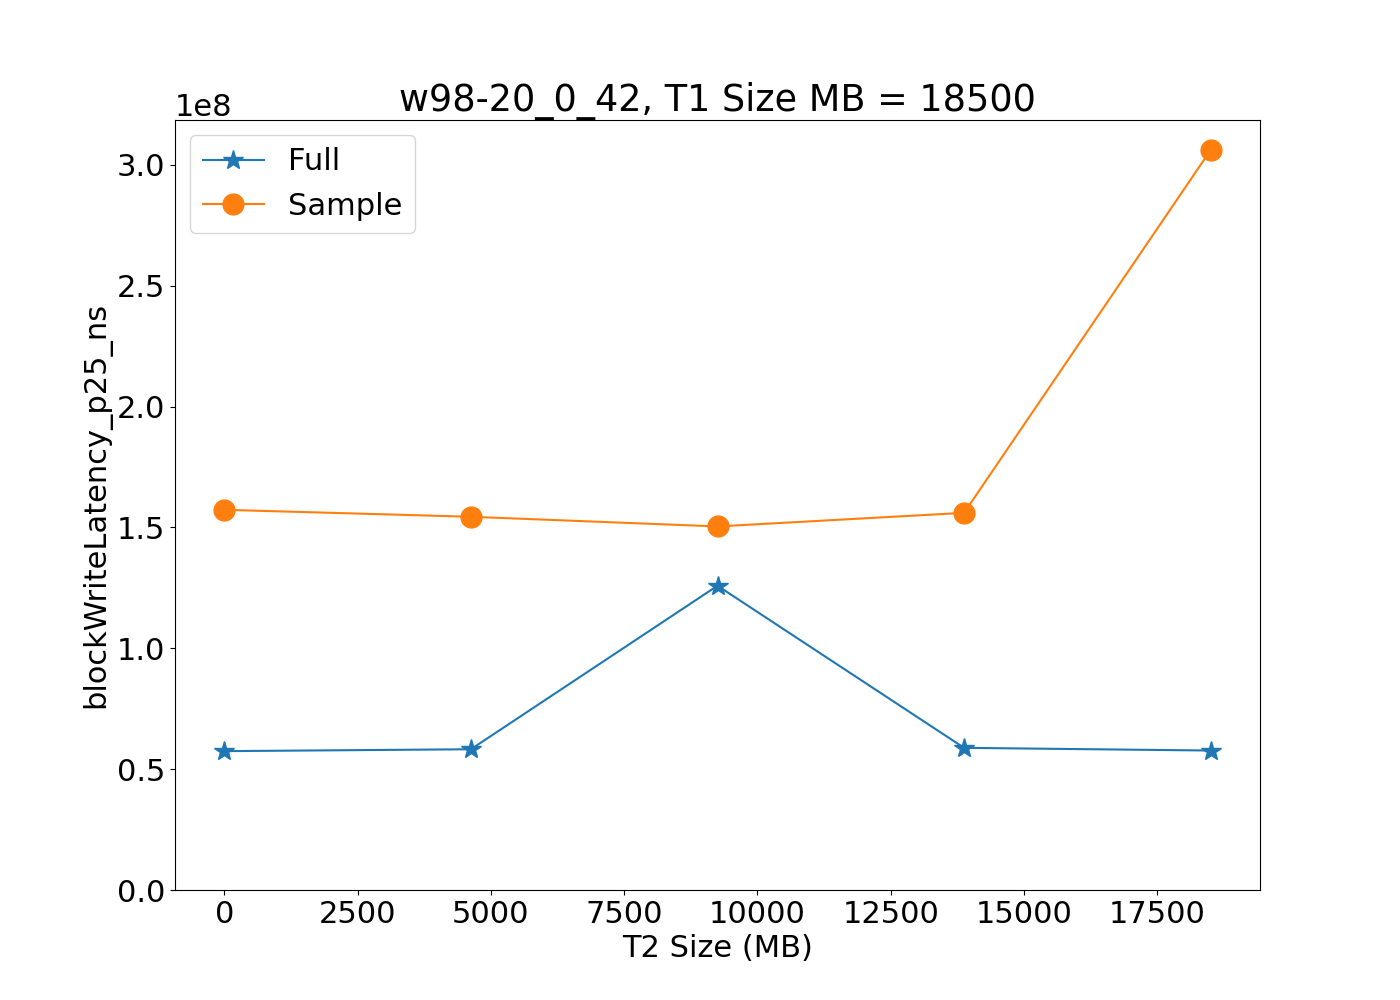 w98-20_0_42, T1 Size MB = 18500
1e8
Full
Sample
3.0
2.5
2.0
1.5
1.0
0.5
0.0
blockWriteLatency_p25_ns
0 2500 5000 7500 10000 12500 15000 17500
T2 Size (MB)